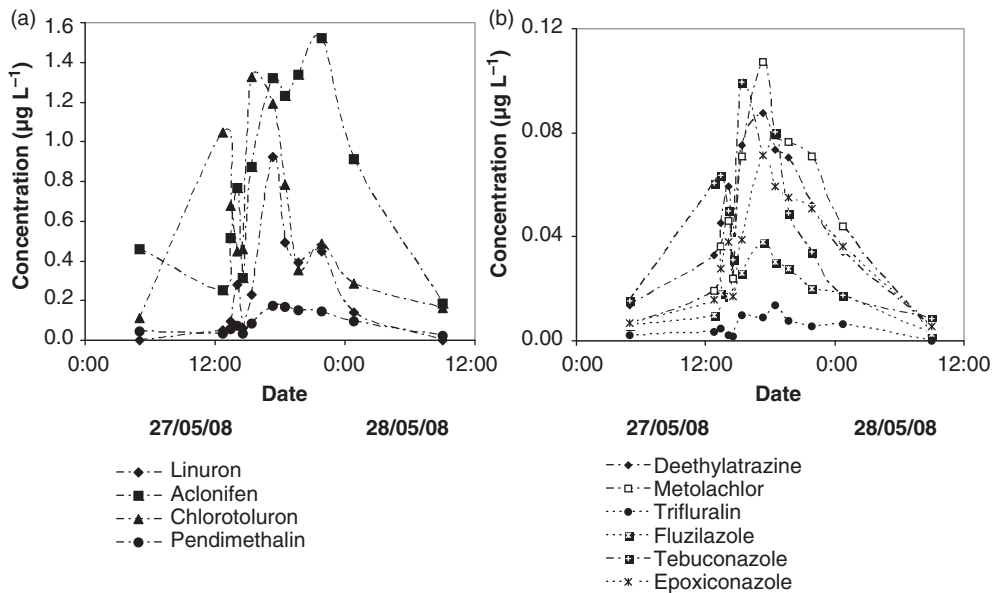 (a)
1.6
1.4
1.2
1.0
0.8
0.6
0.4
0.2
0.0
Concentration (µg L⁻¹)
0:00 12:00 0:00 12:00
Date
27/05/08 28/05/08
Linuron
Aclonifen
Chlorotoluron
Pendimethalin
(b)
0.12
0.08
0.04
0.00
Concentration (µg L⁻¹)
0:00 12:00 0:00 12:00
Date
27/05/08 28/05/08
Deethylatrazine
Metolachlor
Trifluralin
Fluzilazole
Tebuconazole
Epoxiconazole